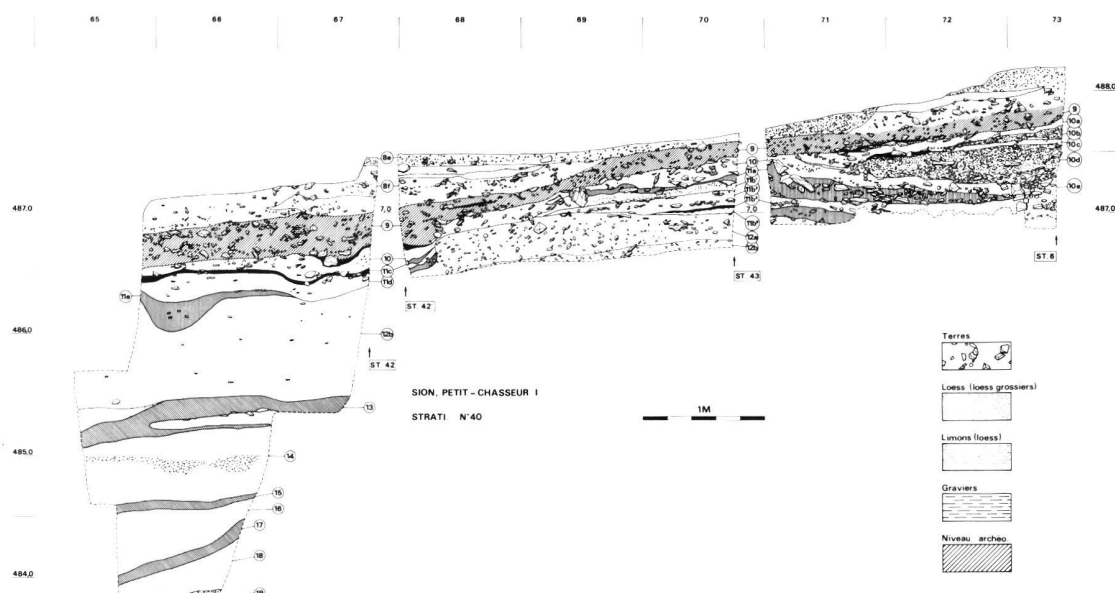 65 66 67 68 69 70 71 72 73
488,0
9
10a
10b
10c
10d
10e
487,0
8e
8f
7,0
9
10
11c
11d
12b
9
10
11a
11b
11b'
7,0
12a
12b
487,0
11e
486,0
ST 42
ST. 42
ST 43
ST. 6
SION, PETIT-CHASSEUR I
STRATI. N°40
1M
13
485,0
14
15
16
17
18
484,0
19
Terres
Loess (loess grossiers)
Limons (loess)
Graviers
Niveau archéo.